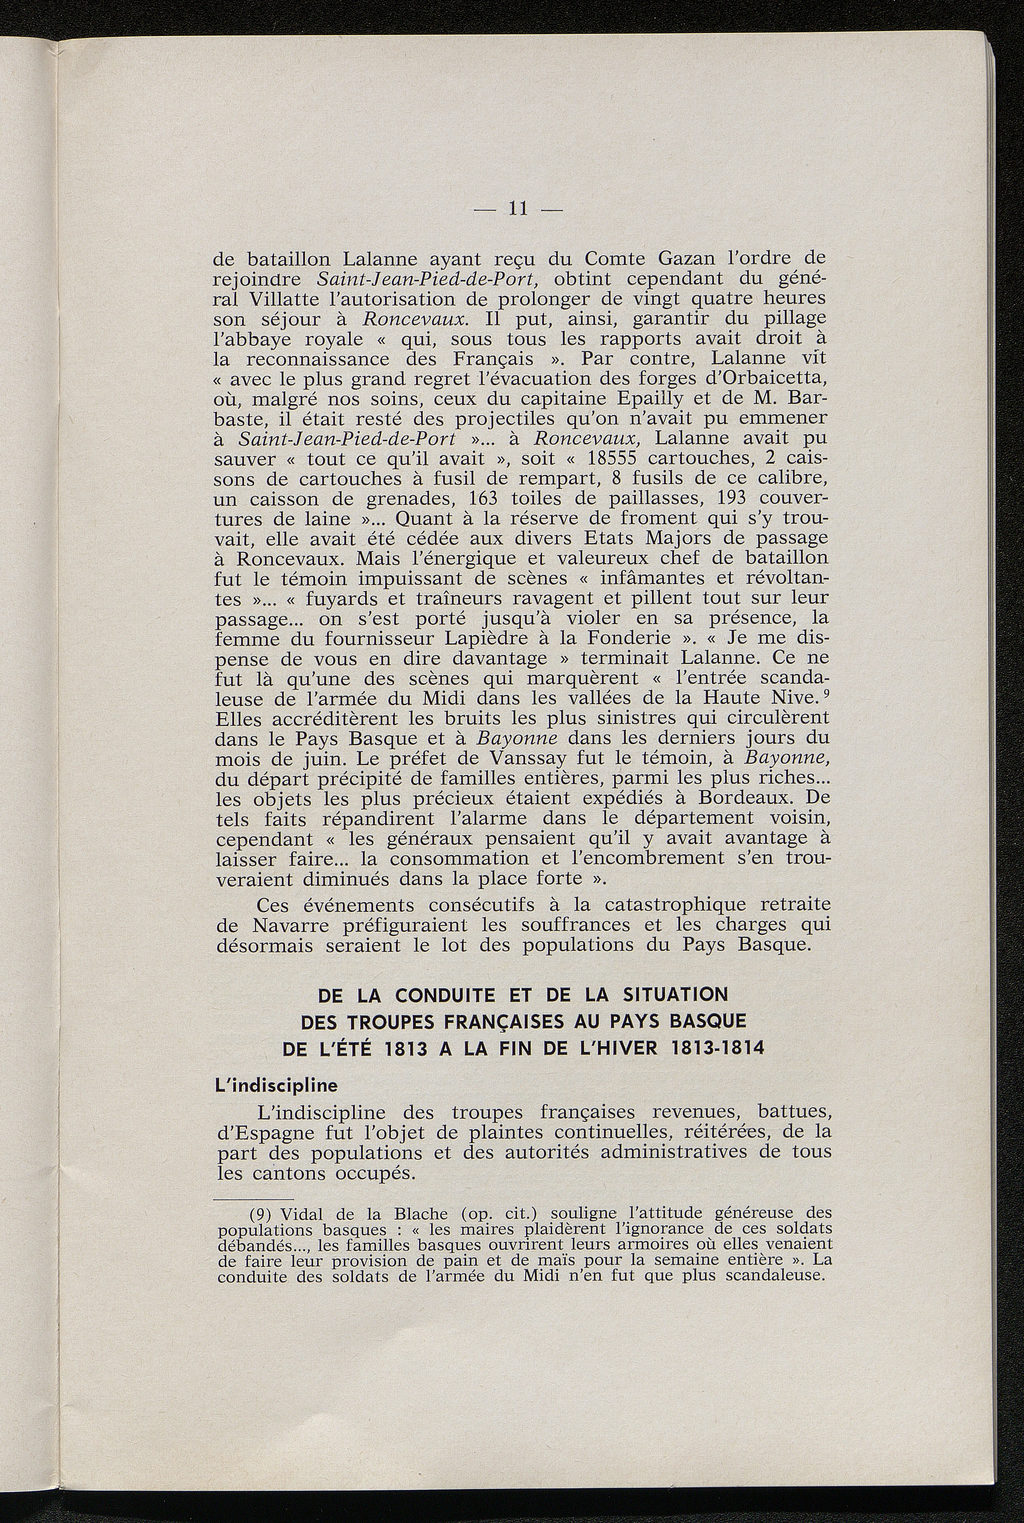 — 11 —
de bataillon Lalanne ayant reçu du Comte Gazan l'ordre de
rejoindre Saint-Jean-Pied-de-Port, obtint cependant du géné-
ral Villatte l'autorisation de prolonger de vingt quatre heures
son séjour à Roncevaux. Il put, ainsi, garantir du pillage
l'abbaye royale « qui, sous tous les rapports avait droit à
la reconnaissance des Français ». Par contre, Lalanne vit
« avec le plus grand regret l'évacuation des forges d'Orbaicetta,
où, malgré nos soins, ceux du capitaine Epailly et de M. Bar-
baste, il était resté des projectiles qu'on n'avait pu emmener
à Saint-Jean-Pied-de-Port »... à Roncevaux, Lalanne avait pu
sauver « tout ce qu'il avait », soit « 18555 cartouches, 2 cais-
sons de cartouches à fusil de rempart, 8 fusils de ce calibre,
un caisson de grenades, 163 toiles de paillasses, 193 couver-
tures de laine »... Quant à la réserve de froment qui s'y trou-
vait, elle avait été cédée aux divers Etats Majors de passage
à Roncevaux. Mais l'énergique et valeureux chef de bataillon
fut le témoin impuissant de scènes « infâmantes et révoltan-
tes »... « fuyards et traîneurs ravagent et pillent tout sur leur
passage... on s'est porté jusqu'à violer en sa présence, la
femme du fournisseur Lapièdre à la Fonderie ». « Je me dis-
pense de vous en dire davantage » terminait Lalanne. Ce ne
fut là qu'une des scènes qui marquèrent « l'entrée scanda-
leuse de l'armée du Midi dans les vallées de la Haute Nive. 9
Elles accréditèrent les bruits les plus sinistres qui circulèrent
dans le Pays Basque et à Bayonne dans les derniers jours du
mois de juin. Le préfet de Vanssay fut le témoin, à Bayonne,
du départ précipité de familles entières, parmi les plus riches...
les objets les plus précieux étaient expédiés à Bordeaux. De
tels faits répandirent l'alarme dans le département voisin,
cependant « les généraux pensaient qu'il y avait avantage à
laisser faire... la consommation et l'encombrement s'en trou-
veraient diminués dans la place forte ».
Ces événements consécutifs à la catastrophique retraite
de Navarre préfiguraient les souffrances et les charges qui
désormais seraient le lot des populations du Pays Basque.
DE LA CONDUITE ET DE LA SITUATION
DES TROUPES FRANÇAISES AU PAYS BASQUE
DE L'ÉTÉ 1813 A LA FIN DE L'HIVER 1813-1814
L'indiscipline
L'indiscipline des troupes françaises revenues, battues,
d'Espagne fut l'objet de plaintes continuelles, réitérées, de la
part des populations et des autorités administratives de tous
les cantons occupés.
(9) Vidal de la Blache (op. cit.) souligne l'attitude généreuse des
populations basques : « les maires plaidèrent l'ignorance de ces soldats
débandés..., les familles basques ouvrirent leurs armoires où elles venaient
de faire leur provision de pain et de maïs pour la semaine entière ». La
conduite des soldats de l'armée du Midi n'en fut que plus scandaleuse.